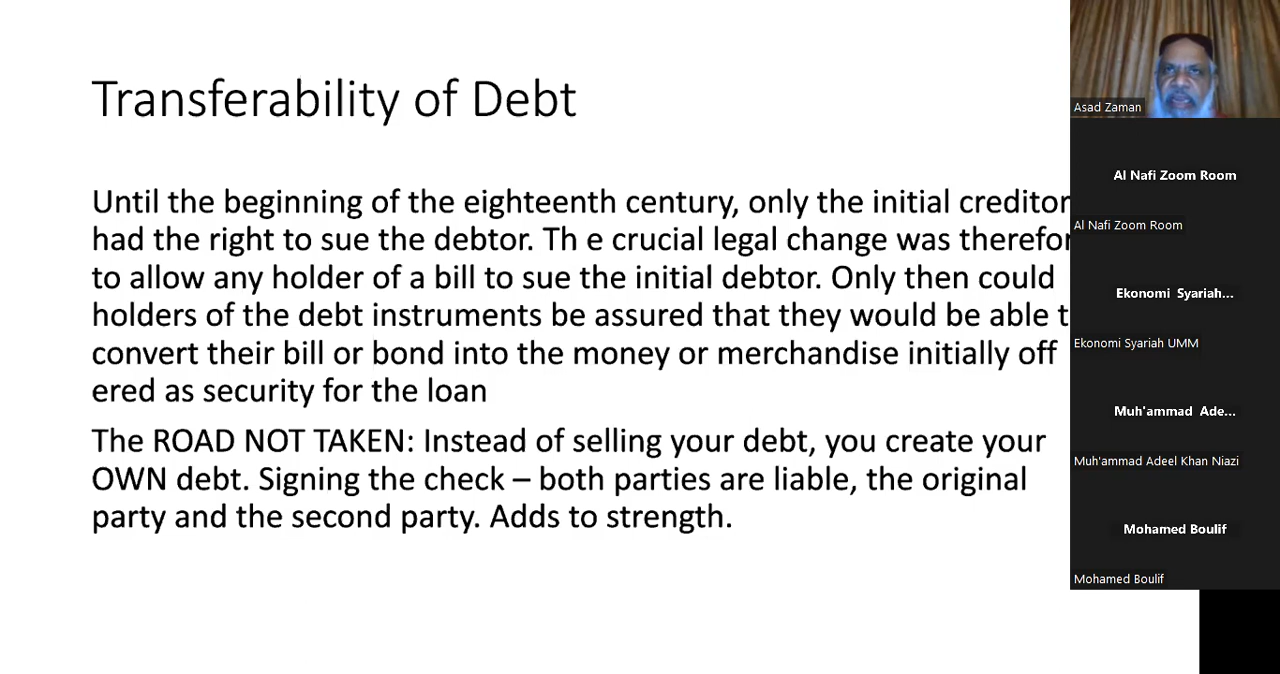 Transferability of Debt
Until the beginning of the eighteenth century, only the initial creditor
had the right to sue the debtor. Th e crucial legal change was therefor
to allow any holder of a bill to sue the initial debtor. Only then could
holders of the debt instruments be assured that they would be able t
convert their bill or bond into the money or merchandise initially off
ered as security for the loan
The ROAD NOT TAKEN: Instead of selling your debt, you create your
OWN debt. Signing the check – both parties are liable, the original
party and the second party. Adds to strength.
Asad Zaman
Al Nafi Zoom Room
Al Nafi Zoom Room
Ekonomi Syariah...
Ekonomi Syariah UMM
Muh'ammad Ade...
Muh'ammad Adeel Khan Niazi
Mohamed Boulif
Mohamed Boulif